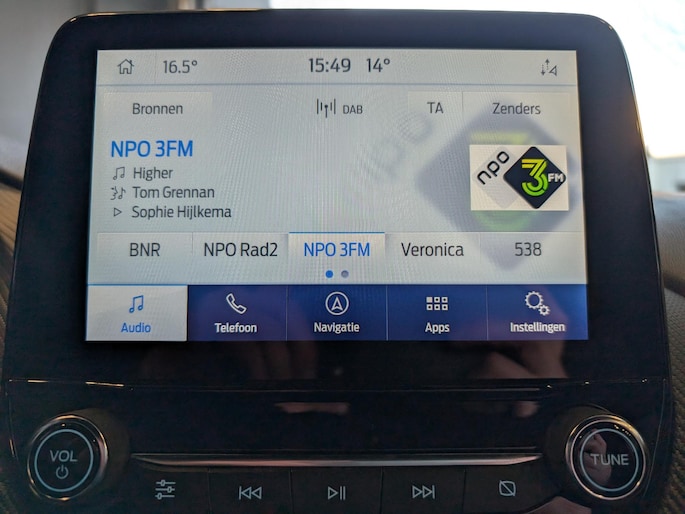 16.5° 15:49 14°
Bronnen DAB TA Zenders
NPO 3FM
Higher
Tom Grennan
Sophie Hijlkema
npo 3FM
npo
BNR NPO Rad2 NPO 3FM Veronica 538
Audio Telefoon Navigatie Apps Instellingen
VOL TUNE